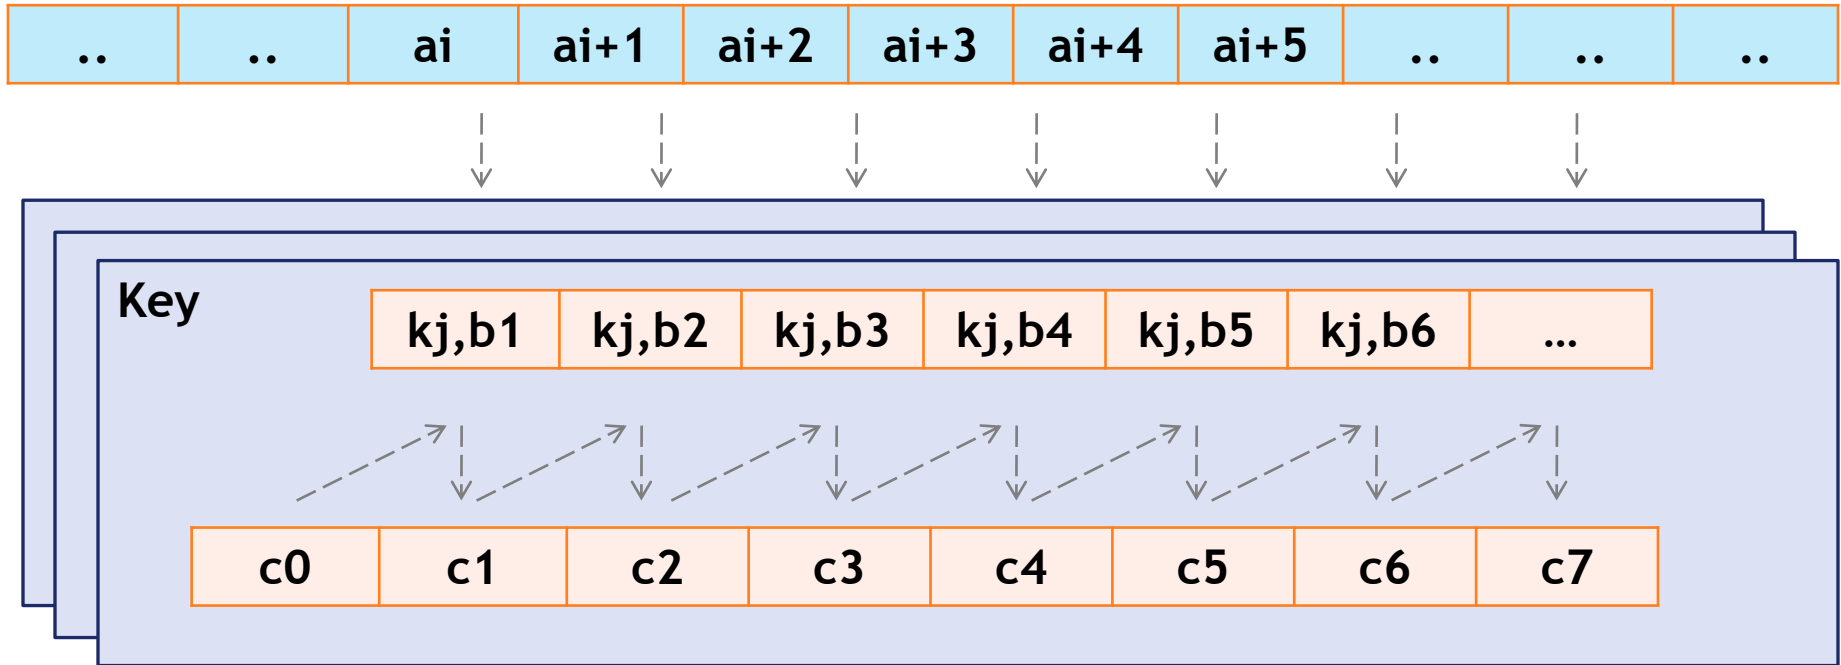 .. .. ai ai+1 ai+2 ai+3 ai+4 ai+5 .. .. ..
Key
kj,b1 kj,b2 kj,b3 kj,b4 kj,b5 kj,b6 …
c0 c1 c2 c3 c4 c5 c6 c7